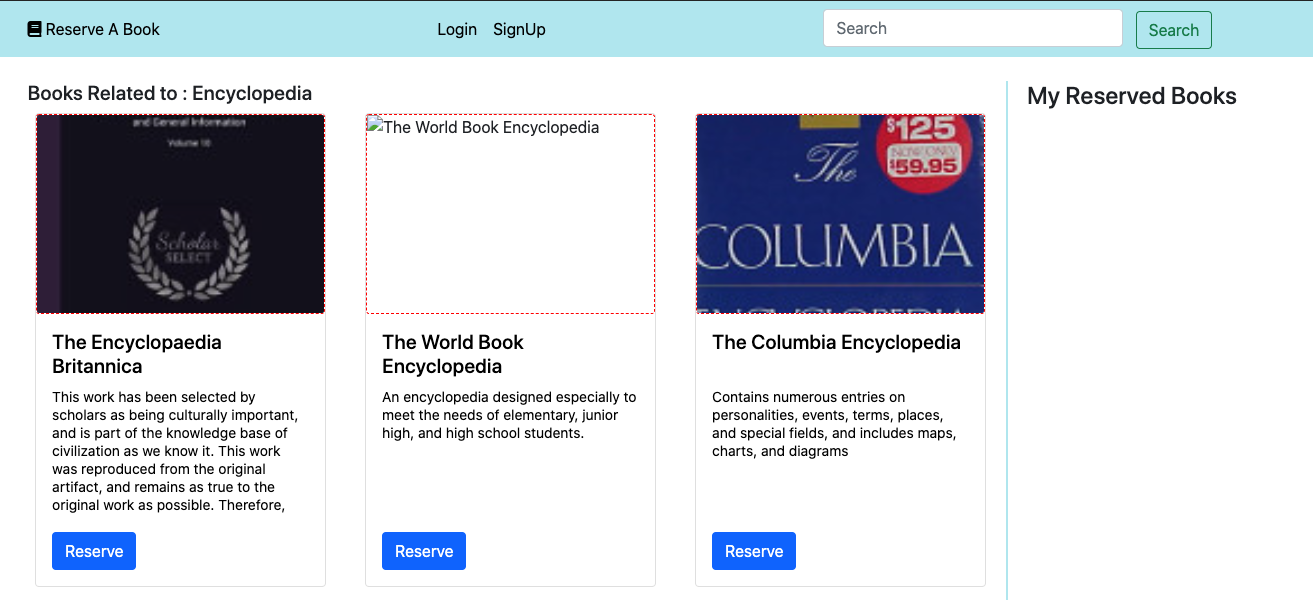 Reserve A Book
Login SignUp
Search
Search
Books Related to : Encyclopedia
My Reserved Books
and General Information
Volume 10
Scholar
SELECT
The Encyclopaedia
Britannica
This work has been selected by
scholars as being culturally important,
and is part of the knowledge base of
civilization as we know it. This work
was reproduced from the original
artifact, and remains as true to the
original work as possible. Therefore,
Reserve
The World Book Encyclopedia
The World Book
Encyclopedia
An encyclopedia designed especially to
meet the needs of elementary, junior
high, and high school students.
Reserve
$125
NOW ONLY
$59.95
The
COLUMBIA
ENCYCLOPEDIA
The Columbia Encyclopedia
Contains numerous entries on
personalities, events, terms, places,
and special fields, and includes maps,
charts, and diagrams
Reserve